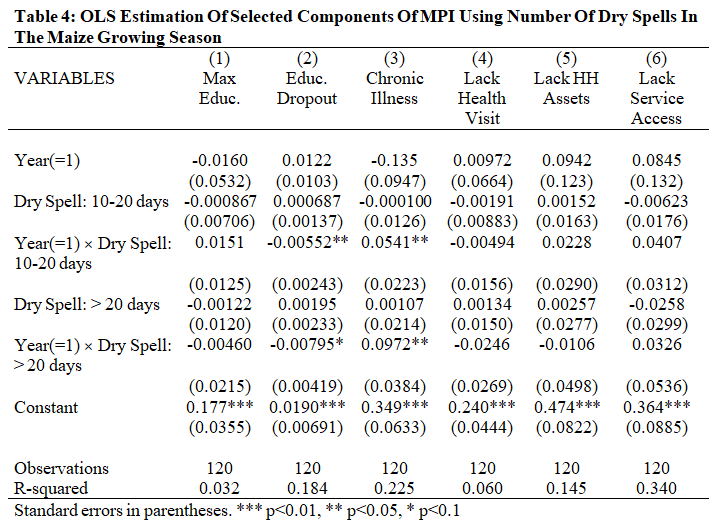 Table 4: OLS Estimation Of Selected Components Of MPI Using Number Of Dry Spells In
The Maize Growing Season
(1) (2) (3) (4) (5) (6)
VARIABLES Max Educ. Chronic Lack Lack HH Lack
Educ. Dropout Illness Health Assets Service
Visit Access
Year(=1) -0.0160 0.0122 -0.135 0.00972 0.0942 0.0845
(0.0532) (0.0103) (0.0947) (0.0664) (0.123) (0.132)
Dry Spell: 10-20 days -0.000867 0.000687 -0.000100 -0.00191 0.00152 -0.00623
(0.00706) (0.00137) (0.0126) (0.00883) (0.0163) (0.0176)
Year(=1) × Dry Spell: 0.0151 -0.00552** 0.0541** -0.00494 0.0228 0.0407
10-20 days
(0.0125) (0.00243) (0.0223) (0.0156) (0.0290) (0.0312)
Dry Spell: > 20 days -0.00122 0.00195 0.00107 0.00134 0.00257 -0.0258
(0.0120) (0.00233) (0.0214) (0.0150) (0.0277) (0.0299)
Year(=1) × Dry Spell: -0.00460 -0.00795* 0.0972** -0.0246 -0.0106 0.0326
> 20 days
(0.0215) (0.00419) (0.0384) (0.0269) (0.0498) (0.0536)
Constant 0.177*** 0.0190*** 0.349*** 0.240*** 0.474*** 0.364***
(0.0355) (0.00691) (0.0633) (0.0444) (0.0822) (0.0885)
Observations 120 120 120 120 120 120
R-squared 0.032 0.184 0.225 0.060 0.145 0.340
Standard errors in parentheses. *** p<0.01, ** p<0.05, * p<0.1